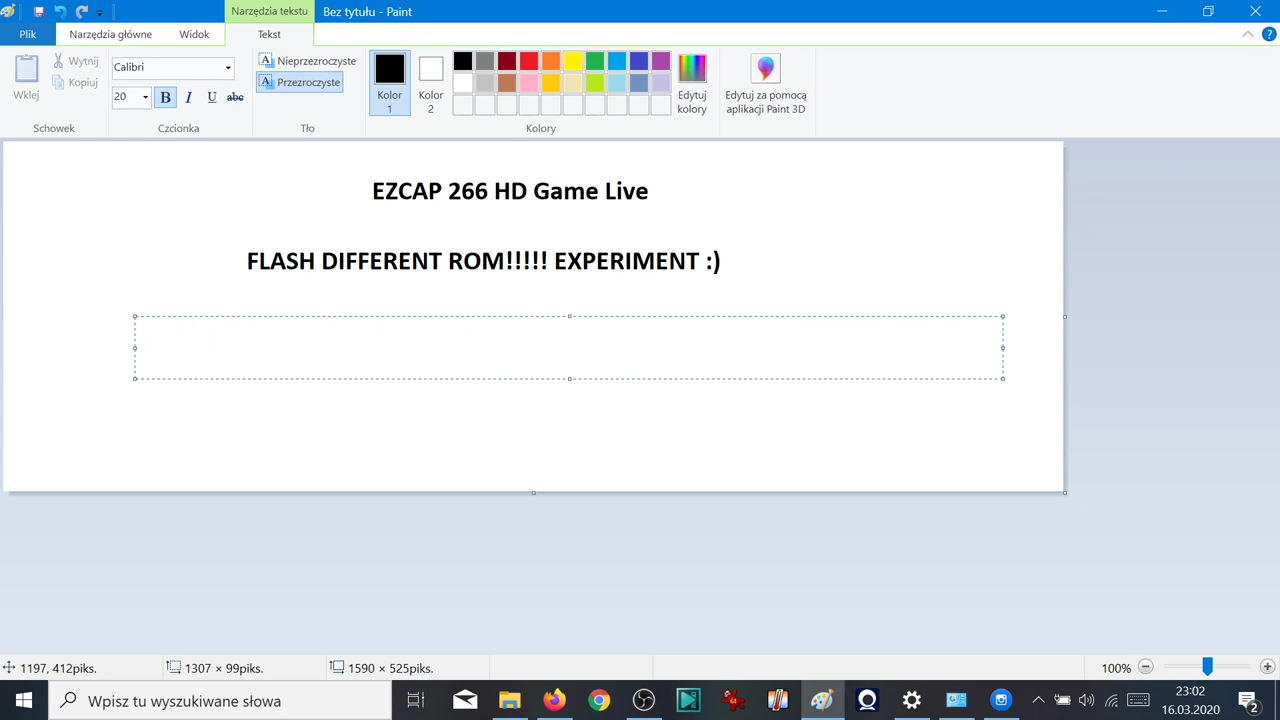 Narzędzia tekstu
Bez tytułu - Paint
Plik
Narzędzia główne
Widok
Tekst
Wklej
Wytnij
Kopiuj
Schowek
Calibri
20
B I U abc
Czcionka
Nieprzezroczyste
Przezroczyste
Tło
Kolor 1
Kolor 2
Edytuj kolory
Kolory
Edytuj za pomocą aplikacji Paint 3D
EZCAP 266 HD Game Live
FLASH DIFFERENT ROM!!!!! EXPERIMENT :)
1197, 412piks.
1307 × 99piks.
1590 × 525piks.
100%
Wpisz tu wyszukiwane słowa
64
23:02
16.03.2020
2